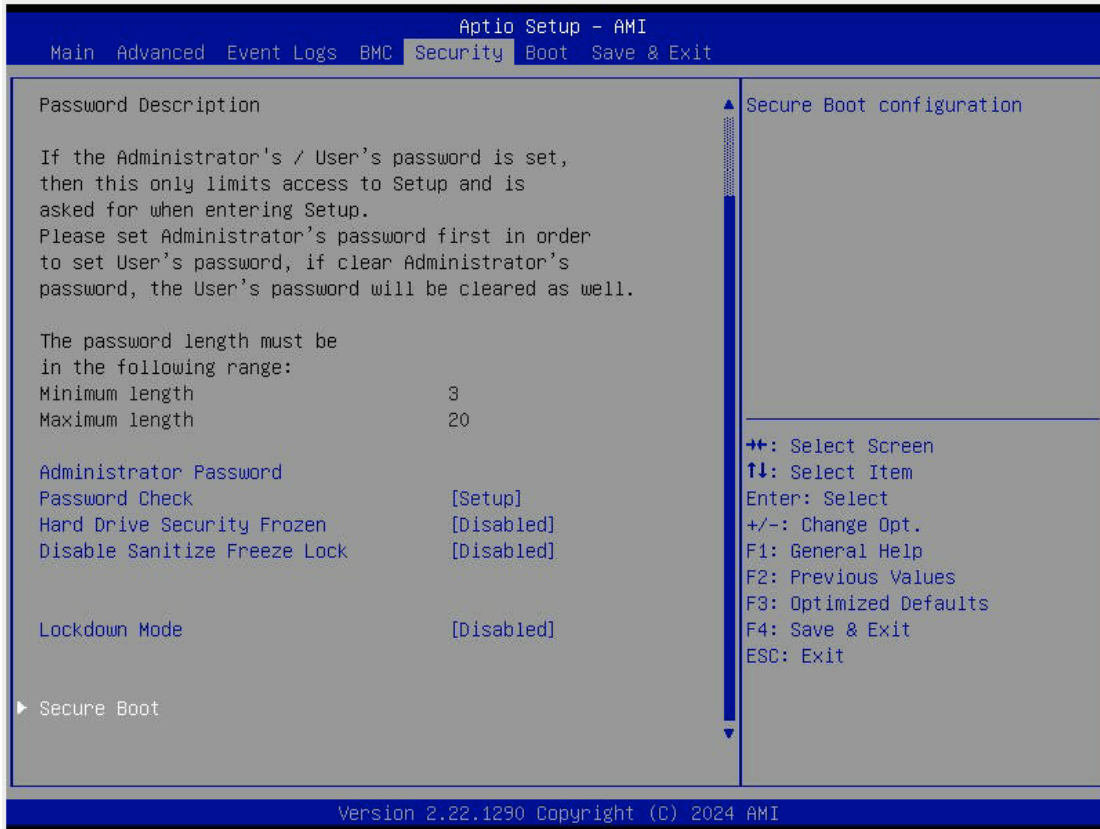 Aptio Setup – AMI
Main Advanced Event Logs BMC Security Boot Save & Exit
Password Description
If the Administrator's / User's password is set,
then this only limits access to Setup and is
asked for when entering Setup.
Please set Administrator's password first in order
to set User's password, if clear Administrator's
password, the User's password will be cleared as well.
The password length must be
in the following range:
Minimum length 3
Maximum length 20
Administrator Password
Password Check [Setup]
Hard Drive Security Frozen [Disabled]
Disable Sanitize Freeze Lock [Disabled]
Lockdown Mode [Disabled]
Secure Boot
Secure Boot configuration
→←: Select Screen
↑↓: Select Item
Enter: Select
+/-: Change Opt.
F1: General Help
F2: Previous Values
F3: Optimized Defaults
F4: Save & Exit
ESC: Exit
Version 2.22.1290 Copyright (C) 2024 AMI